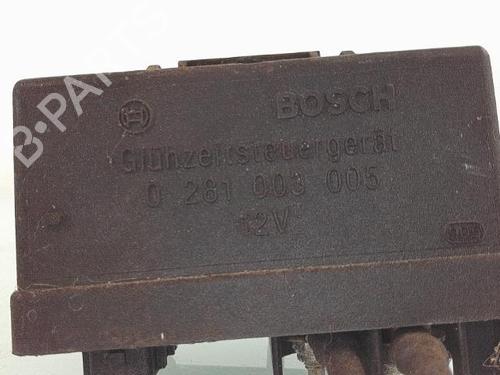 BOSCH
Glühzeitsteuergerät
0 281 003 005
12V
B-PARTS